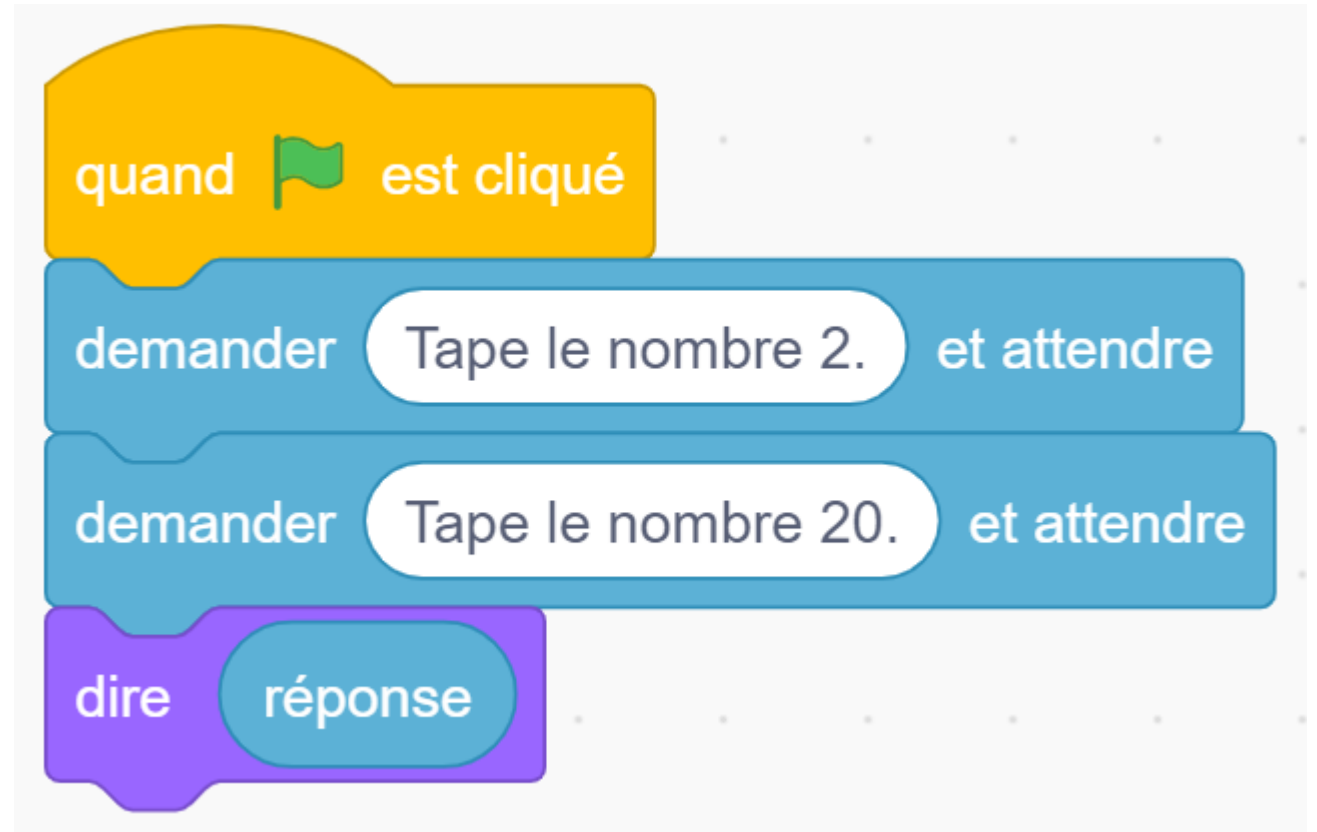 quand est cliqué
demander Tape le nombre 2. et attendre
demander Tape le nombre 20. et attendre
dire réponse